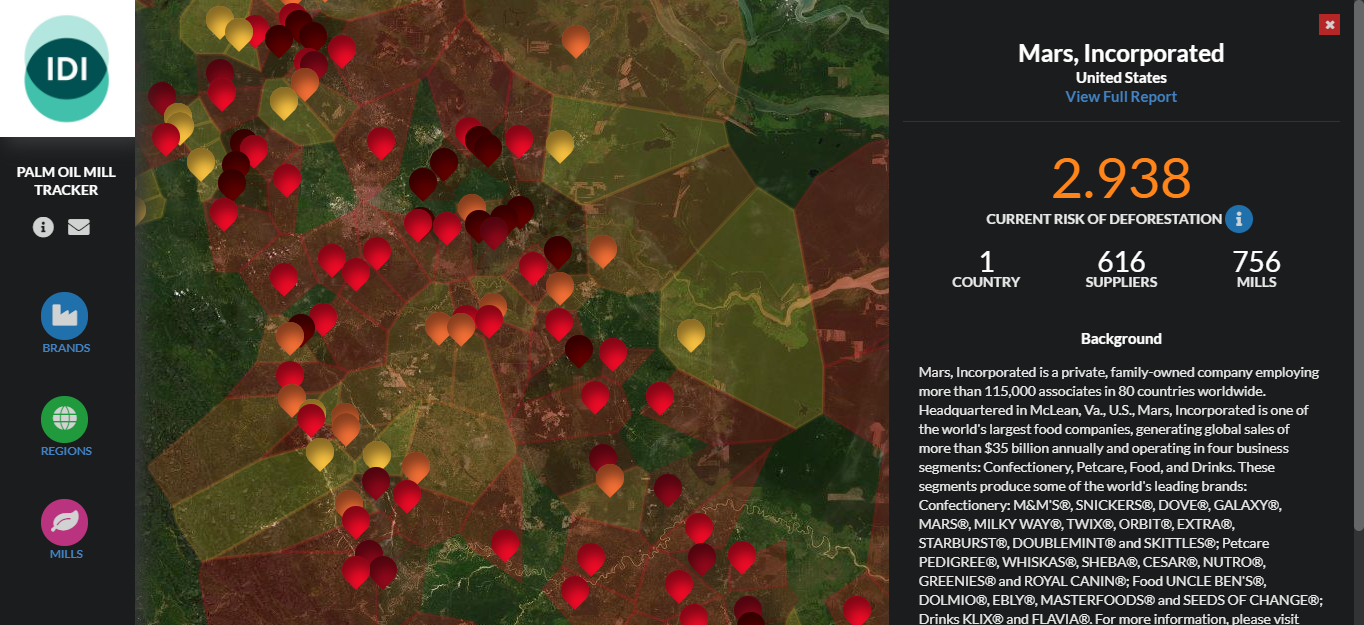 IDI
PALM OIL MILL
TRACKER
BRANDS
REGIONS
MILLS
Mars, Incorporated
United States
View Full Report
2.938
CURRENT RISK OF DEFORESTATION
1
COUNTRY
616
SUPPLIERS
756
MILLS
Background
Mars, Incorporated is a private, family-owned company employing
more than 115,000 associates in 80 countries worldwide.
Headquartered in McLean, Va., U.S., Mars, Incorporated is one of
the world's largest food companies, generating global sales of
more than $35 billion annually and operating in four business
segments: Confectionery, Petcare, Food, and Drinks. These
segments produce some of the world's leading brands:
Confectionery: M&M'S®, SNICKERS®, DOVE®, GALAXY®,
MARS®, MILKY WAY®, TWIX®, ORBIT®, EXTRA®,
STARBURST®, DOUBLEMINT® and SKITTLES®; Petcare
PEDIGREE®, WHISKAS®, SHEBA®, CESAR®, NUTRO®,
GREENIES® and ROYAL CANIN®; Food UNCLE BEN'S®,
DOLMIO®, EBLY®, MASTERFOODS® and SEEDS OF CHANGE®;
Drinks KLIX® and FLAVIA®. For more information, please visit